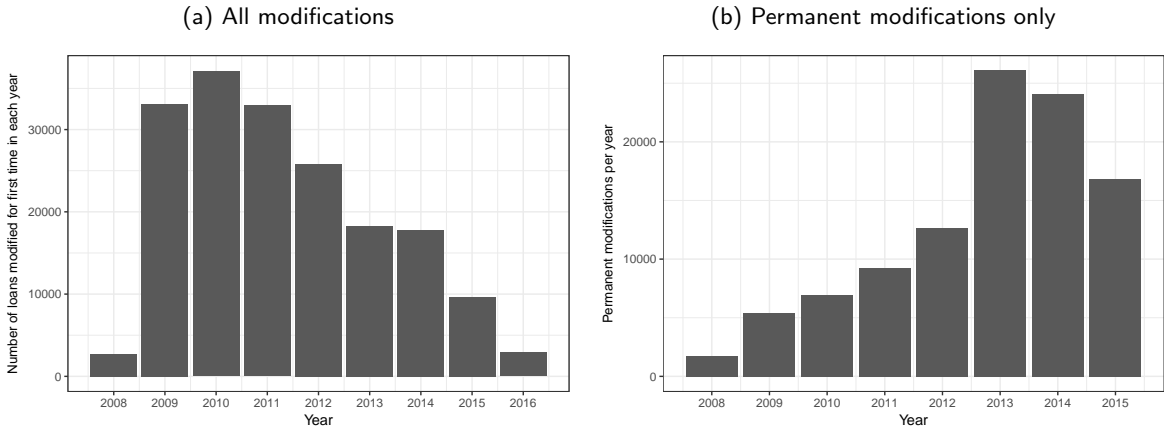 (a) All modifications
Number of loans modified for first time in each year
30000
20000
10000
0
2008 2009 2010 2011 2012 2013 2014 2015 2016
Year
(b) Permanent modifications only
Permanent modifications per year
20000
10000
0
2008 2009 2010 2011 2012 2013 2014 2015
Year